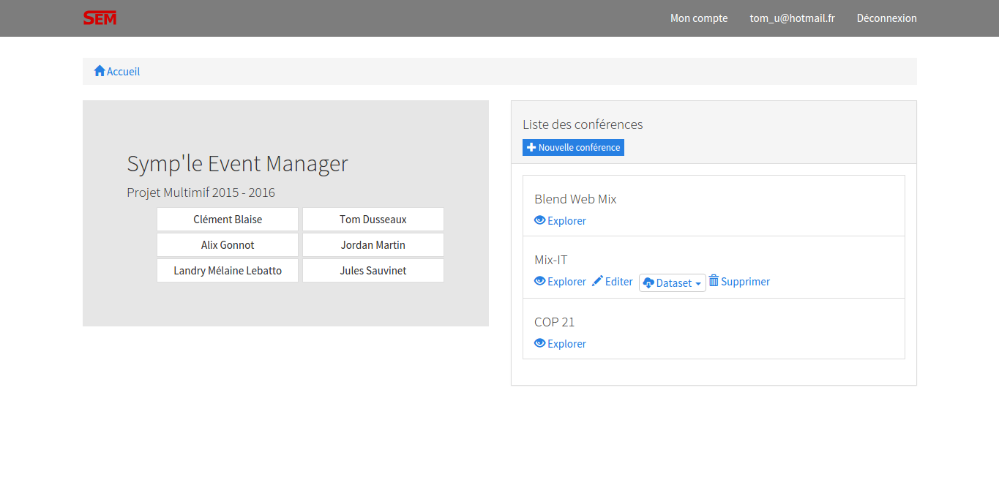 SEM
Mon compte tom_u@hotmail.fr Déconnexion
Accueil
Symp'le Event Manager
Projet Multimif 2015 - 2016
Clément Blaise Tom Dusseaux
Alix Gonnot Jordan Martin
Landry Mélaine Lebatto Jules Sauvinet
Liste des conférences
Nouvelle conférence
Blend Web Mix
Explorer
Mix-IT
Explorer Editer Dataset Supprimer
COP 21
Explorer